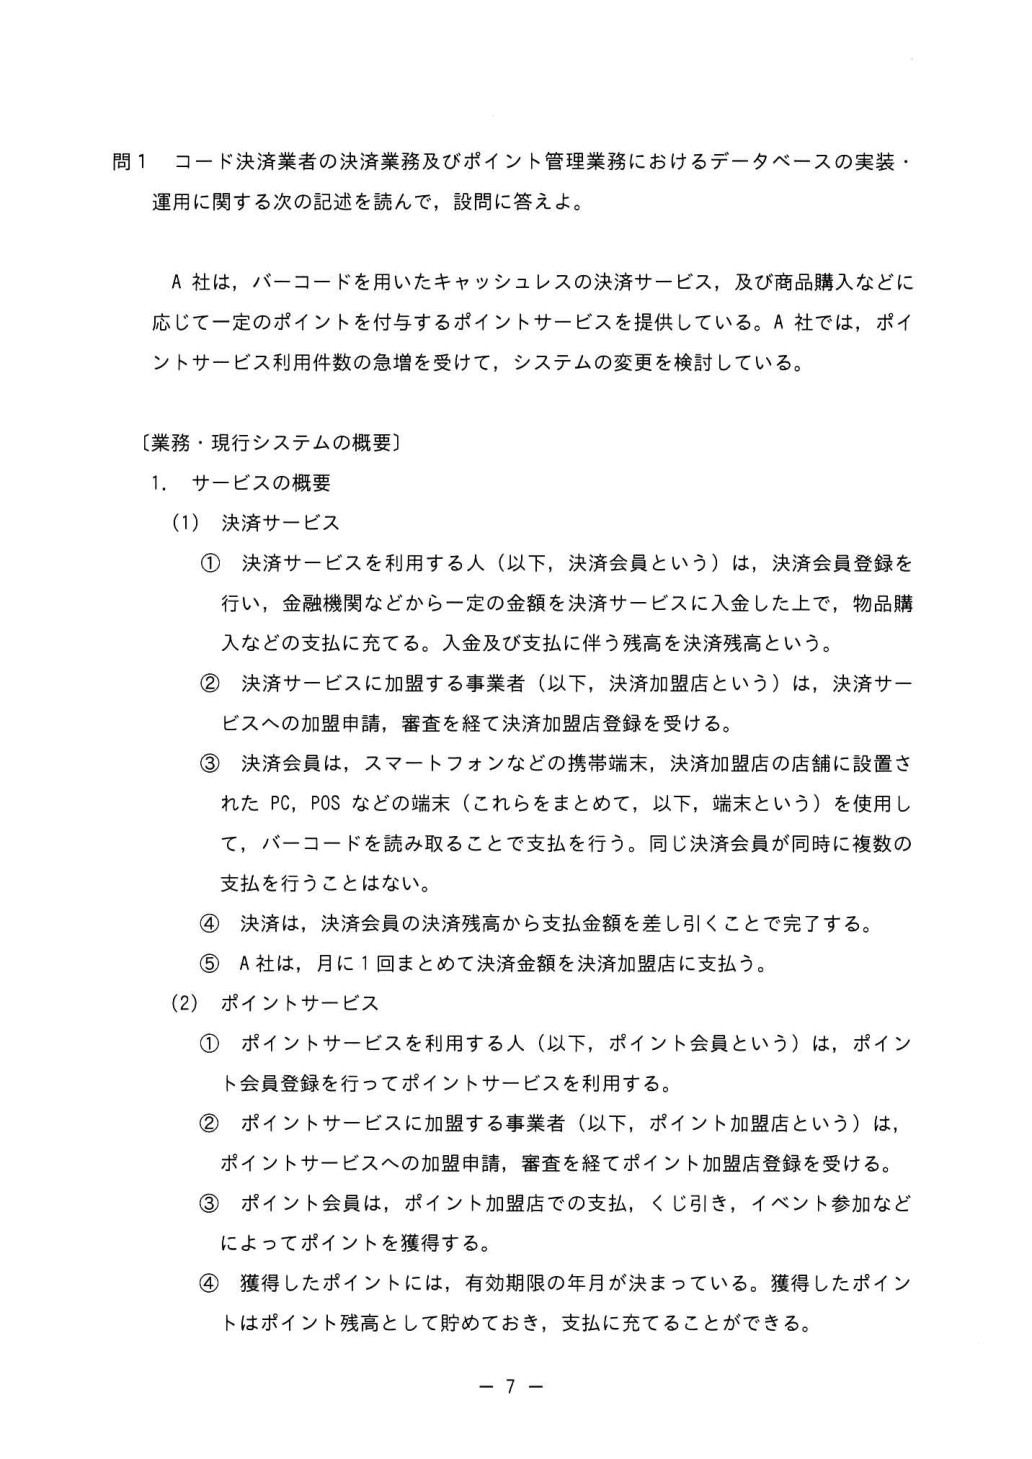 問1　コード決済業者の決済業務及びポイント管理業務におけるデータベースの実装・
運用に関する次の記述を読んで，設問に答えよ。
A 社は，バーコードを用いたキャッシュレスの決済サービス，及び商品購入などに
応じて一定のポイントを付与するポイントサービスを提供している。A 社では，ポイ
ントサービス利用件数の急増を受けて，システムの変更を検討している。
〔業務・現行システムの概要〕
1.　サービスの概要
(1)　決済サービス
①　決済サービスを利用する人（以下，決済会員という）は，決済会員登録を
行い，金融機関などから一定の金額を決済サービスに入金した上で，物品購
入などの支払に充てる。入金及び支払に伴う残高を決済残高という。
②　決済サービスに加盟する事業者（以下，決済加盟店という）は，決済サー
ビスへの加盟申請，審査を経て決済加盟店登録を受ける。
③　決済会員は，スマートフォンなどの携帯端末，決済加盟店の店舗に設置さ
れた PC，POS などの端末（これらをまとめて，以下，端末という）を使用し
て，バーコードを読み取ることで支払を行う。同じ決済会員が同時に複数の
支払を行うことはない。
④　決済は，決済会員の決済残高から支払金額を差し引くことで完了する。
⑤　A 社は，月に 1 回まとめて決済金額を決済加盟店に支払う。
(2)　ポイントサービス
①　ポイントサービスを利用する人（以下，ポイント会員という）は，ポイン
ト会員登録を行ってポイントサービスを利用する。
②　ポイントサービスに加盟する事業者（以下，ポイント加盟店という）は，
ポイントサービスへの加盟申請，審査を経てポイント加盟店登録を受ける。
③　ポイント会員は，ポイント加盟店での支払，くじ引き，イベント参加など
によってポイントを獲得する。
④　獲得したポイントには，有効期限の年月が決まっている。獲得したポイン
トはポイント残高として貯めておき，支払に充てることができる。
－ 7 －